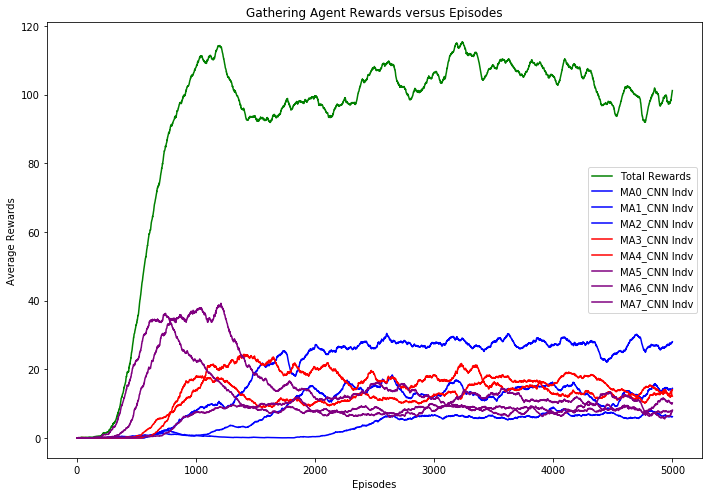 Gathering Agent Rewards versus Episodes
120
100
80
60
40
20
0
Average Rewards
Total Rewards
MA0_CNN Indv
MA1_CNN Indv
MA2_CNN Indv
MA3_CNN Indv
MA4_CNN Indv
MA5_CNN Indv
MA6_CNN Indv
MA7_CNN Indv
0 1000 2000 3000 4000 5000
Episodes